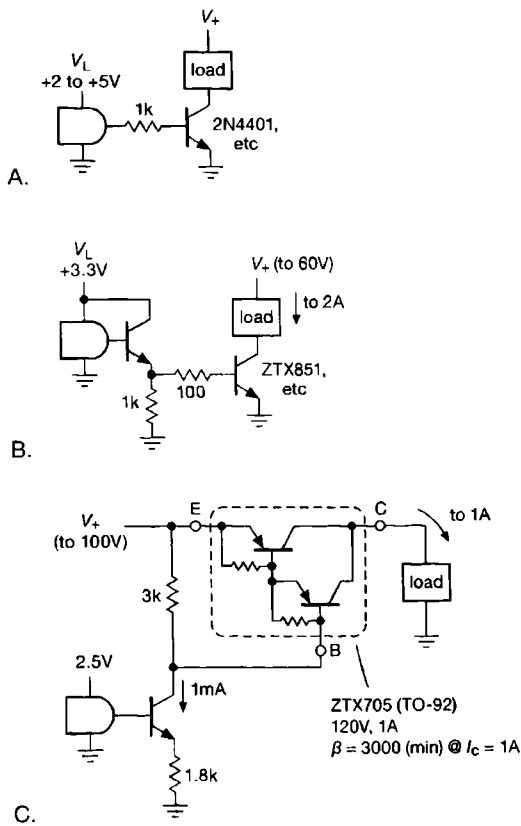 V+
load
VL
+2 to +5V
1k
2N4401,
etc
A.
VL
+3.3V
V+ (to 60V)
load
to 2A
ZTX851,
etc
100
1k
B.
E
C
to 1A
V+
(to 100V)
load
3k
B
2.5V
1mA
ZTX705 (TO-92)
120V, 1A
β = 3000 (min) @ Ic = 1A
1.8k
C.